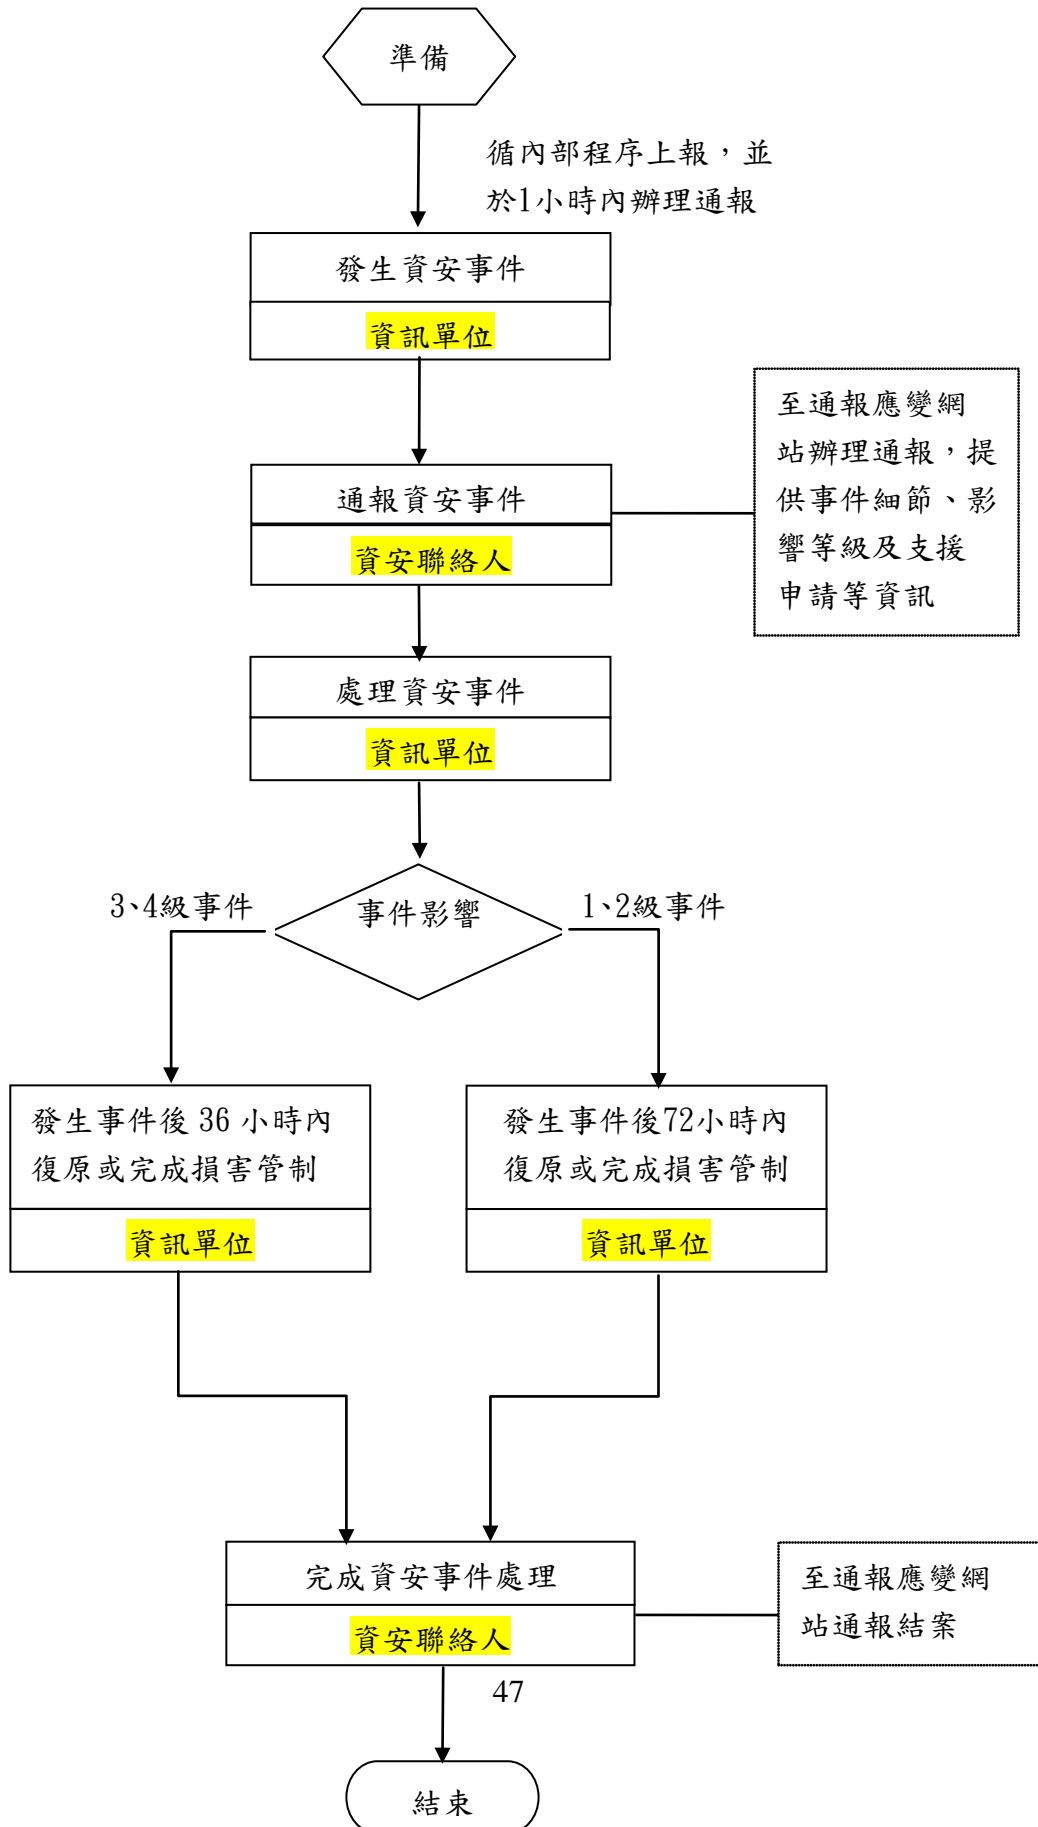 準備
循內部程序上報，並
於1小時內辦理通報
發生資安事件
資訊單位
通報資安事件
資安聯絡人
至通報應變網
站辦理通報，提
供事件細節、影
響等級及支援
申請等資訊
處理資安事件
資訊單位
事件影響
3、4級事件
1、2級事件
發生事件後 36 小時內
復原或完成損害管制
資訊單位
發生事件後72小時內
復原或完成損害管制
資訊單位
完成資安事件處理
資安聯絡人
至通報應變網
站通報結案
47
結束